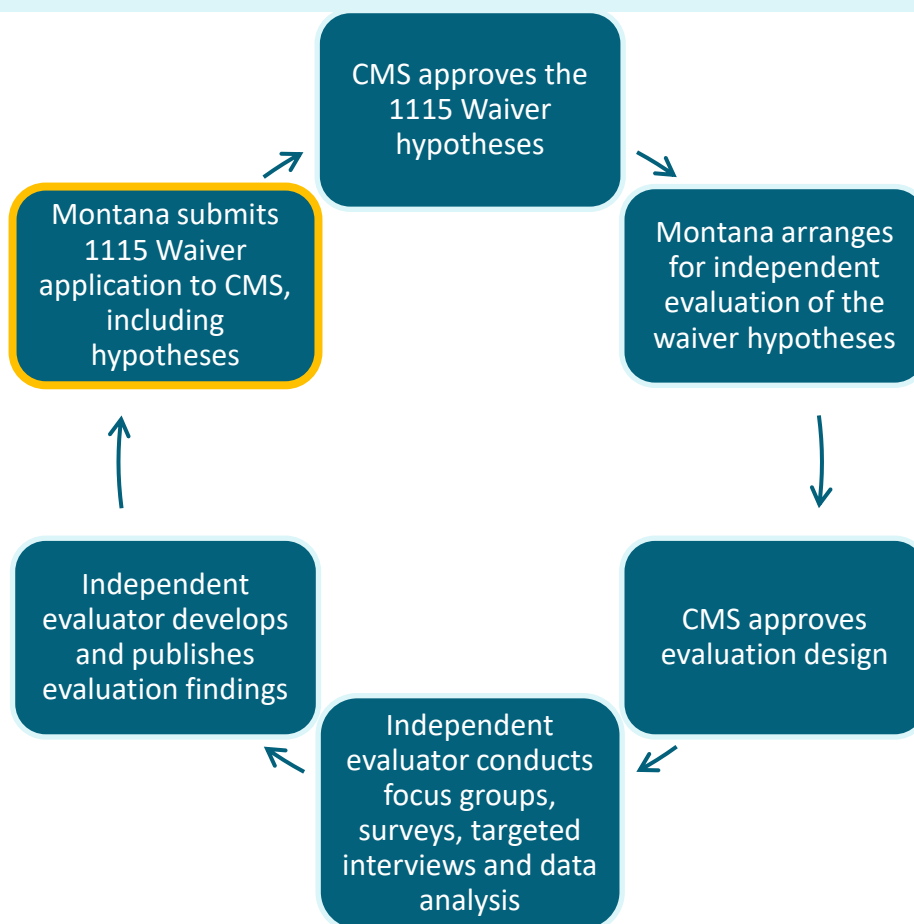 CMS approves the
1115 Waiver
hypotheses
Montana submits
1115 Waiver
application to CMS,
including
hypotheses
Montana arranges
for independent
evaluation of the
waiver hypotheses
Independent
evaluator develops
and publishes
evaluation findings
CMS approves
evaluation design
Independent
evaluator conducts
focus groups,
surveys, targeted
interviews and data
analysis